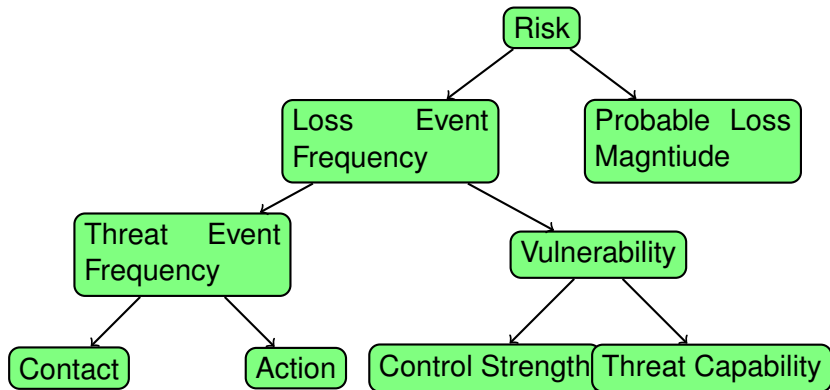 Risk
Loss Event
Frequency
Probable Loss
Magntiude
Threat Event
Frequency
Vulnerability
Contact
Action
Control Strength
Threat Capability